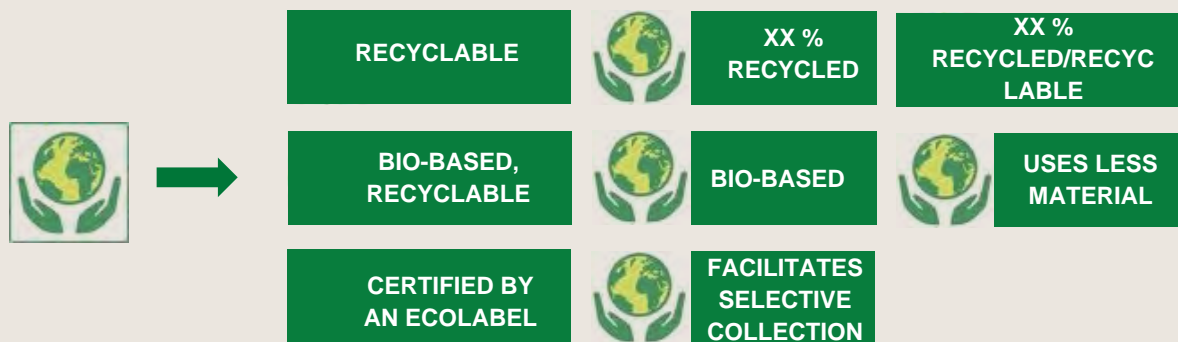 RECYCLABLE
XX %
RECYCLED
XX %
RECYCLED/RECYC
LABLE
BIO-BASED,
RECYCLABLE
BIO-BASED
USES LESS
MATERIAL
CERTIFIED BY
AN ECOLABEL
FACILITATES
SELECTIVE
COLLECTION